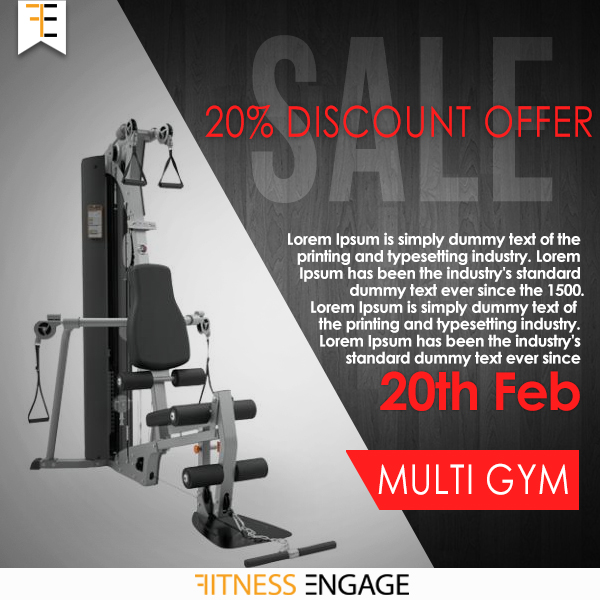 FE
SALE
20% DISCOUNT OFFER
Lorem Ipsum is simply dummy text of the
printing and typesetting industry. Lorem
Ipsum has been the industry's standard
dummy text ever since the 1500.
Lorem Ipsum is simply dummy text of
the printing and typesetting industry.
Lorem Ipsum has been the industry's
standard dummy text ever since
20th Feb
MULTI GYM
FITNESS ENGAGE